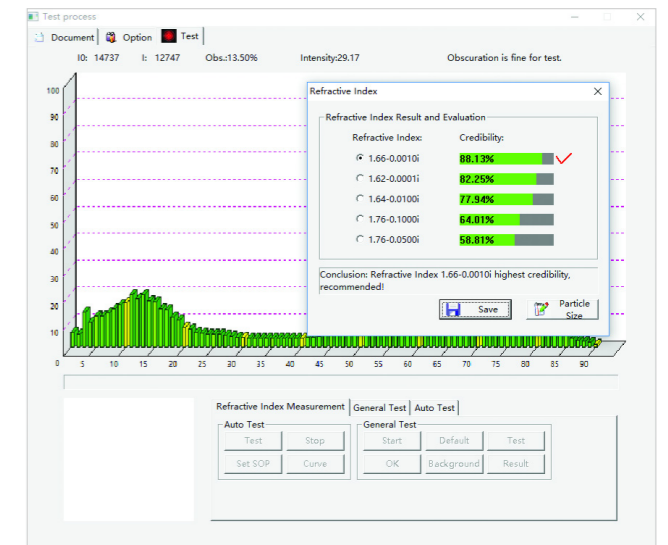 Test process
Document Option Test
I0: 14737 I: 12747 Obs.:13.50% Intensity:29.17 Obscuration is fine for test.
Refractive Index
Refractive Index Result and Evaluation
Refractive Index: Credibility:
1.66-0.0010i 88.13%
1.62-0.0001i 82.25%
1.64-0.0100i 77.94%
1.76-0.1000i 64.01%
1.76-0.0500i 58.81%
Conclusion: Refractive Index 1.66-0.0010i highest credibility,
recommended!
Save
Particle
Size
100
90
80
70
60
50
40
30
20
10
0 5 10 15 20 25 30 35 40 45 50 55 60 65 70 75 80 85 90
Refractive Index Measurement General Test Auto Test
Auto Test General Test
Test Stop Start Default Test
Set SOP Curve OK Background Result